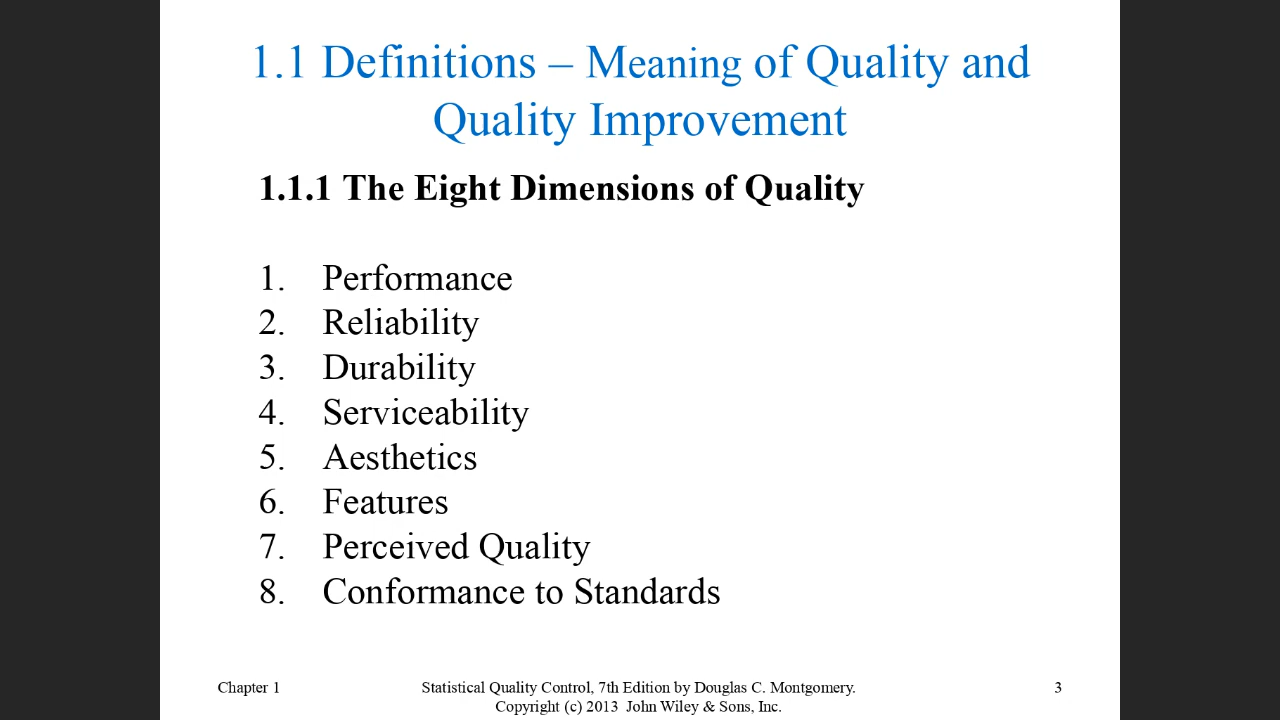 1.1 Definitions – Meaning of Quality and
Quality Improvement
1.1.1 The Eight Dimensions of Quality
1. Performance
2. Reliability
3. Durability
4. Serviceability
5. Aesthetics
6. Features
7. Perceived Quality
8. Conformance to Standards
Chapter 1
Statistical Quality Control, 7th Edition by Douglas C. Montgomery.
Copyright (c) 2013 John Wiley & Sons, Inc.
3